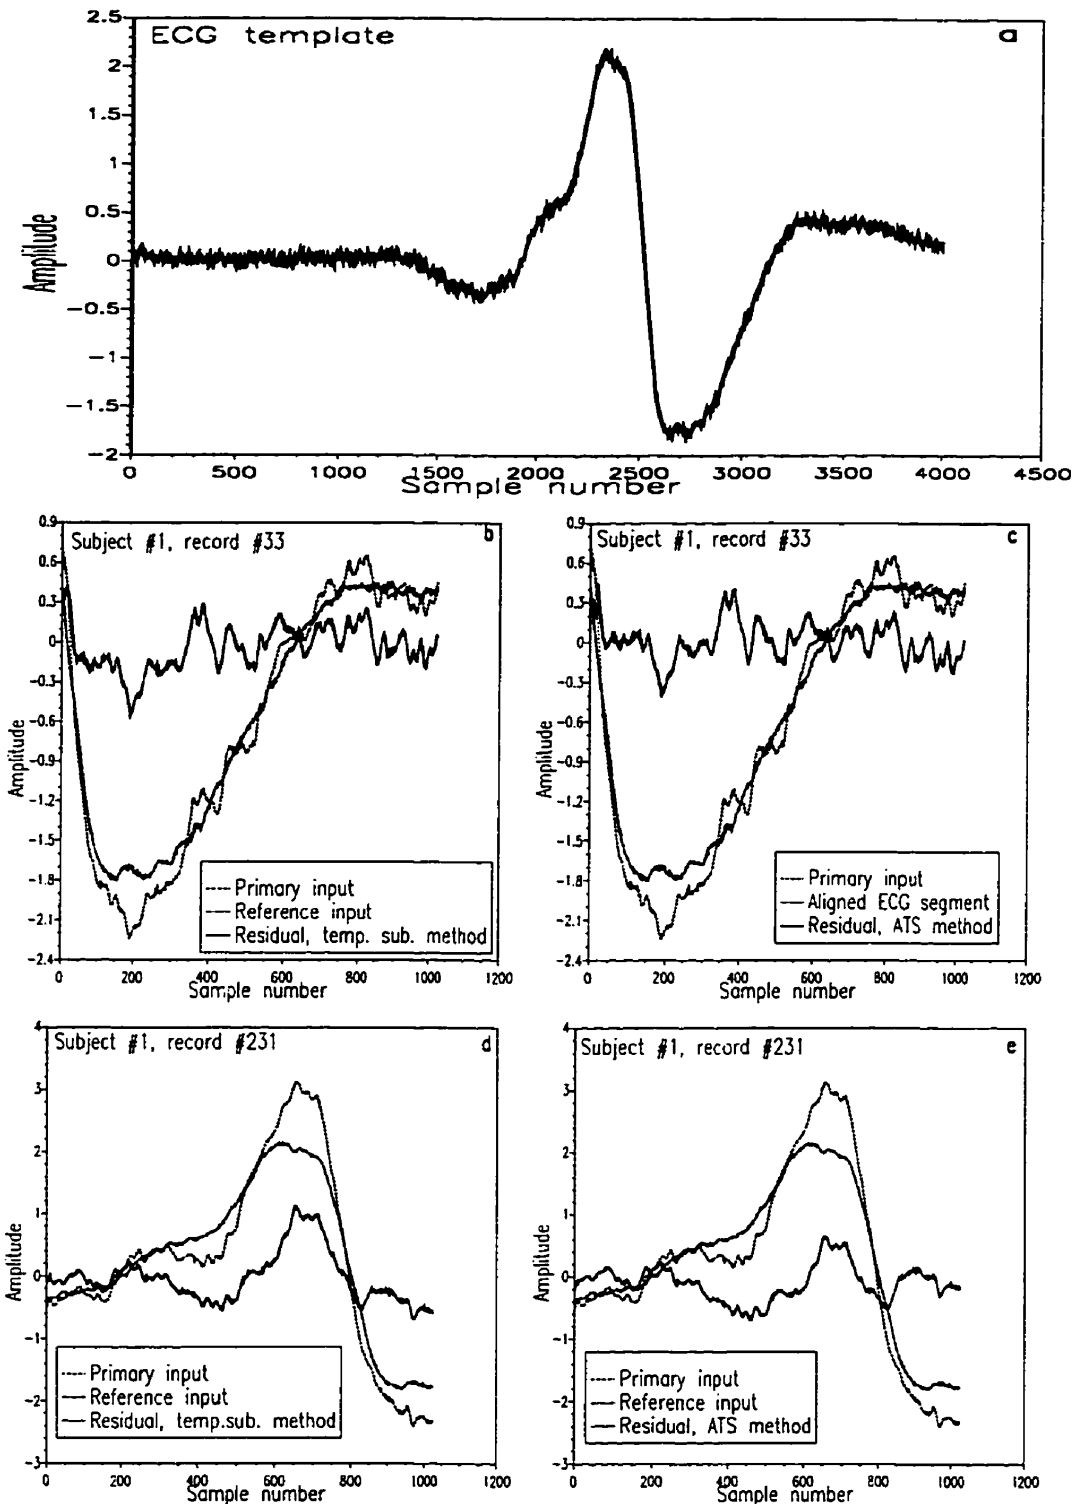 ECG template
a
2.5
2
1.5
1
0.5
0
−0.5
−1
−1.5
−2
Amplitude
0 500 1000 1500 2000 2500 3000 3500 4000 4500
Sample number
Subject #1, record #33
b
0.9
0.6
0.3
0
-0.3
-0.6
-0.9
-1.2
-1.5
-1.8
-2.1
-2.4
Amplitude
Primary input
Reference input
Residual, temp. sub. method
0 200 400 600 800 1000 1200
Sample number
Subject #1, record #33
c
0.9
0.6
0.3
0
-0.3
-0.6
-0.9
-1.2
-1.5
-1.8
-2.1
-2.4
Amplitude
Primary input
Aligned ECG segment
Residual, ATS method
0 200 400 600 800 1000 1200
Sample number
Subject #1, record #231
d
4
3
2
1
0
-1
-2
-3
Amplitude
Primary input
Reference input
Residual, temp.sub. method
0 200 400 600 800 1000 1200
Sample number
Subject #1, record #231
e
4
3
2
1
0
-1
-2
-3
Amplitude
Primary input
Reference input
Residual, ATS method
0 200 400 600 800 1000 1200
Sample number